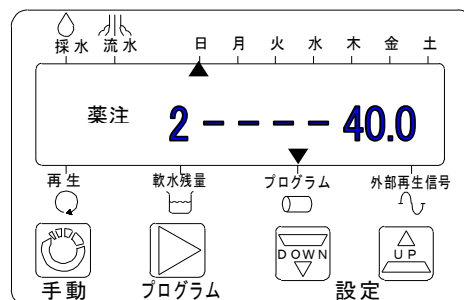 採水 流水 日 月 火 水 木 金 土
薬注 2 ---- 40.0
再生 軟水残量 プログラム 外部再生信号
DOWN UP
手動 プログラム 設定